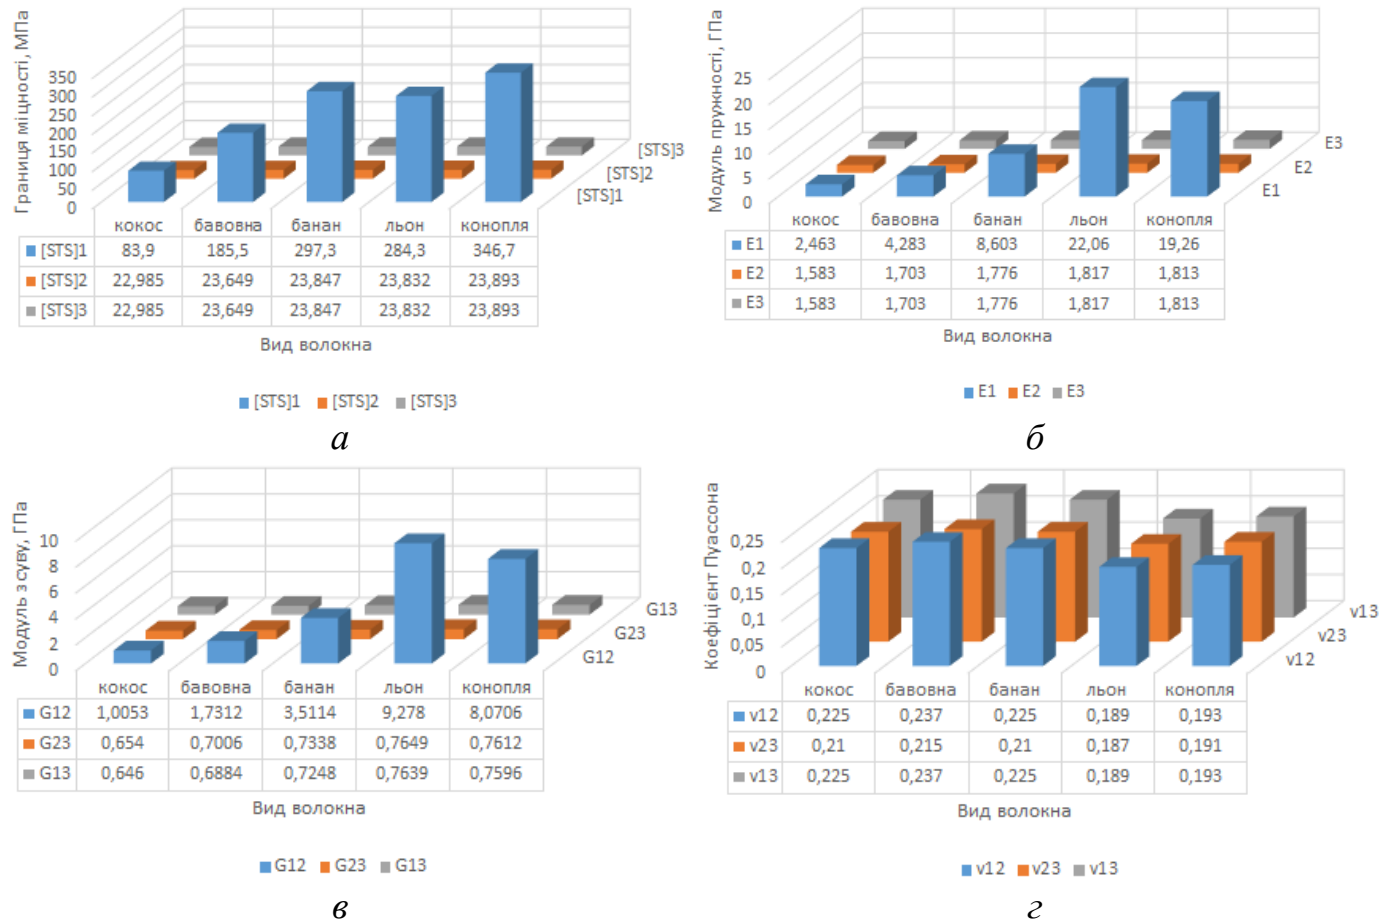 Границя міцності, МПа
350
300
250
200
150
100
50
0
[STS]3
[STS]2
[STS]1
кокос бавовна банан льон конопля
[STS]1 83,9 185,5 297,3 284,3 346,7
[STS]2 22,985 23,649 23,847 23,832 23,893
[STS]3 22,985 23,649 23,847 23,832 23,893
Вид волокна
[STS]1 [STS]2 [STS]3
а
Модуль пружності, ГПа
25
20
15
10
5
0
E3
E2
E1
кокос бавовна банан льон конопля
E1 2,463 4,283 8,603 22,06 19,26
E2 1,583 1,703 1,776 1,817 1,813
E3 1,583 1,703 1,776 1,817 1,813
Вид волокна
E1 E2 E3
б
Модуль з суву, ГПа
10
8
6
4
2
0
G13
G23
G12
кокос бавовна банан льон конопля
G12 1,0053 1,7312 3,5114 9,278 8,0706
G23 0,654 0,7006 0,7338 0,7649 0,7612
G13 0,646 0,6884 0,7248 0,7639 0,7596
Вид волокна
G12 G23 G13
в
Коефіцієнт Пуассона
0,25
0,2
0,15
0,1
0,05
0
v13
v23
v12
кокос бавовна банан льон конопля
v12 0,225 0,237 0,225 0,189 0,193
v23 0,21 0,215 0,21 0,187 0,191
v13 0,225 0,237 0,225 0,189 0,193
Вид волокна
v12 v23 v13
г